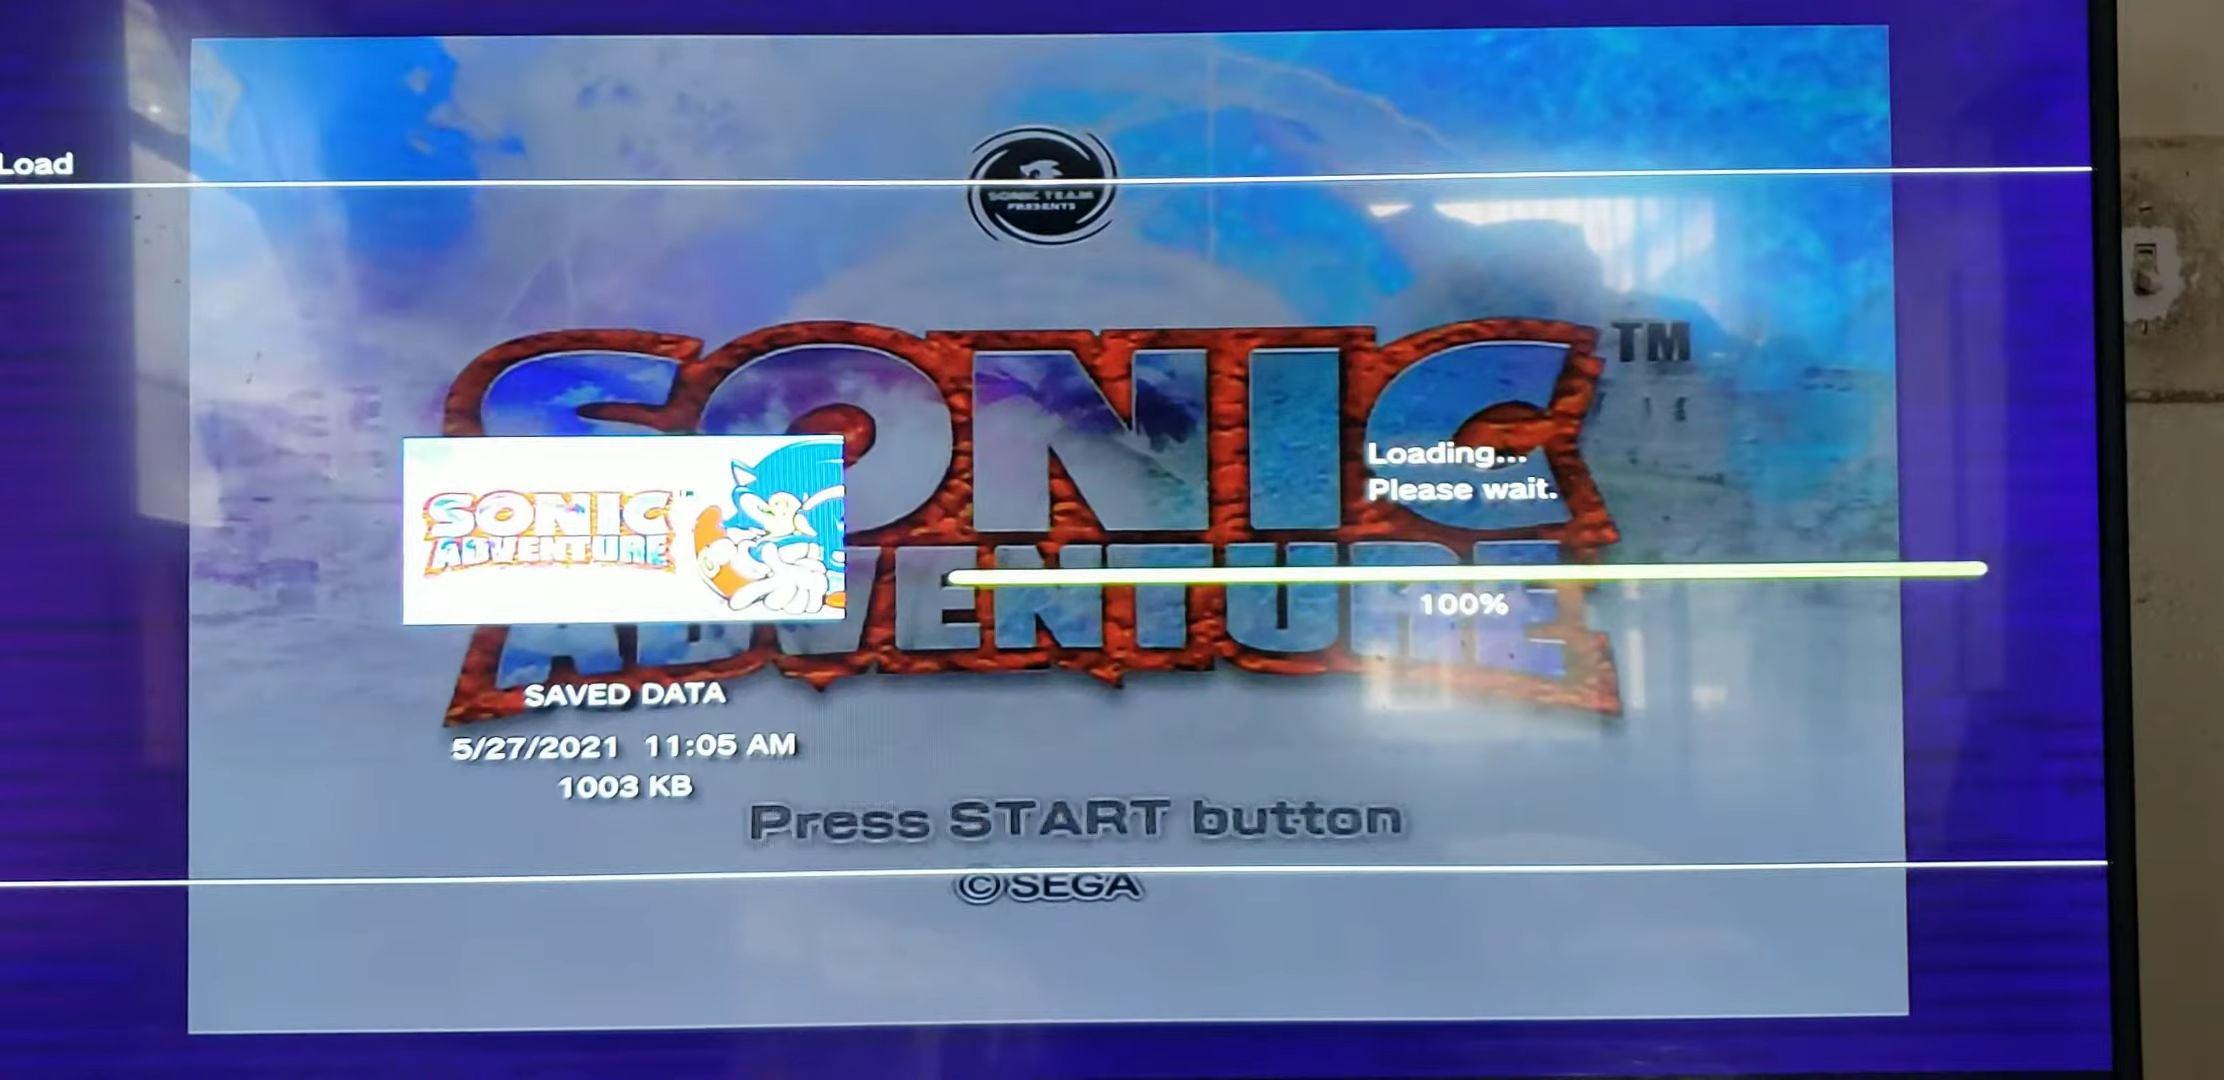 Load
SONIC TEAM
PRESENTS
SONIC
TM
ADVENTURE
SONIC
TM
ADVENTURE
Loading...
Please wait.
100%
SAVED DATA
5/27/2021 11:05 AM
1003 KB
Press START button
©SEGA